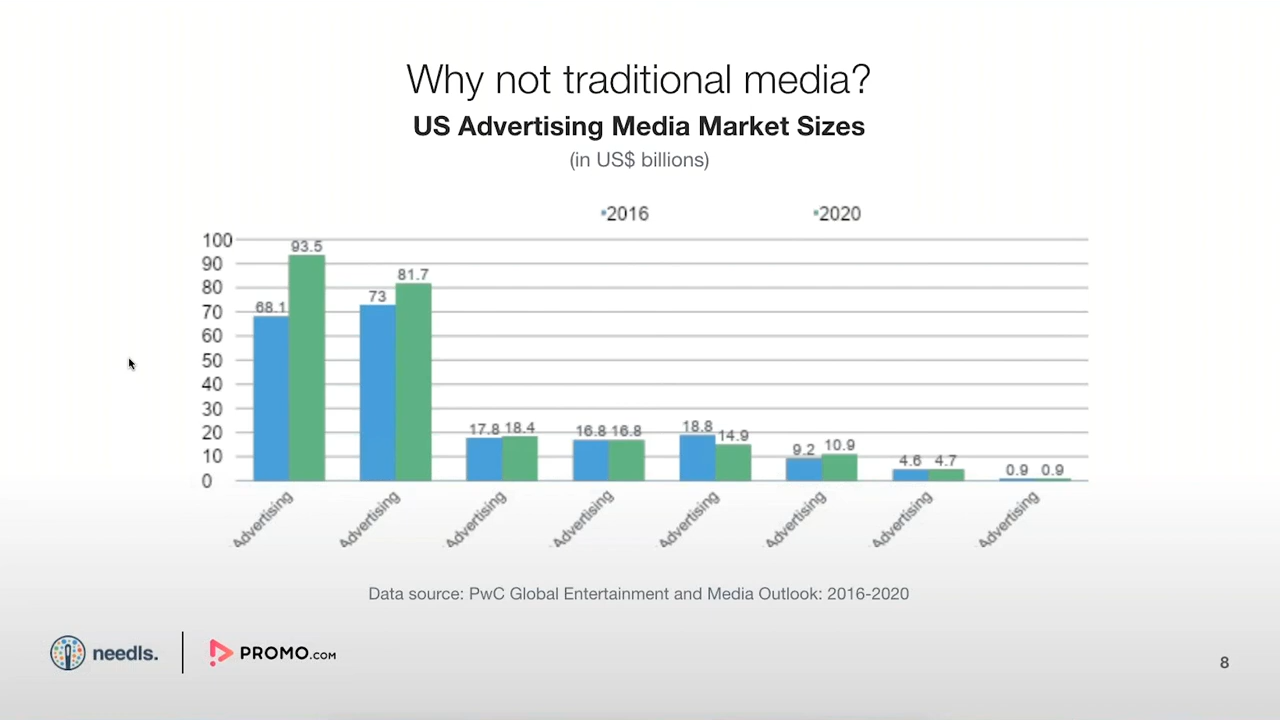 Why not traditional media?
US Advertising Media Market Sizes
(in US$ billions)
2016 2020
100
90
80
70
60
50
40
30
20
10
0
68.1 93.5
73 81.7
17.8 18.4
16.8 16.8
18.8 14.9
9.2 10.9
4.6 4.7
0.9 0.9
Advertising
Advertising
Advertising
Advertising
Advertising
Advertising
Advertising
Advertising
Data source: PwC Global Entertainment and Media Outlook: 2016-2020
needls. PROMO.COM
8